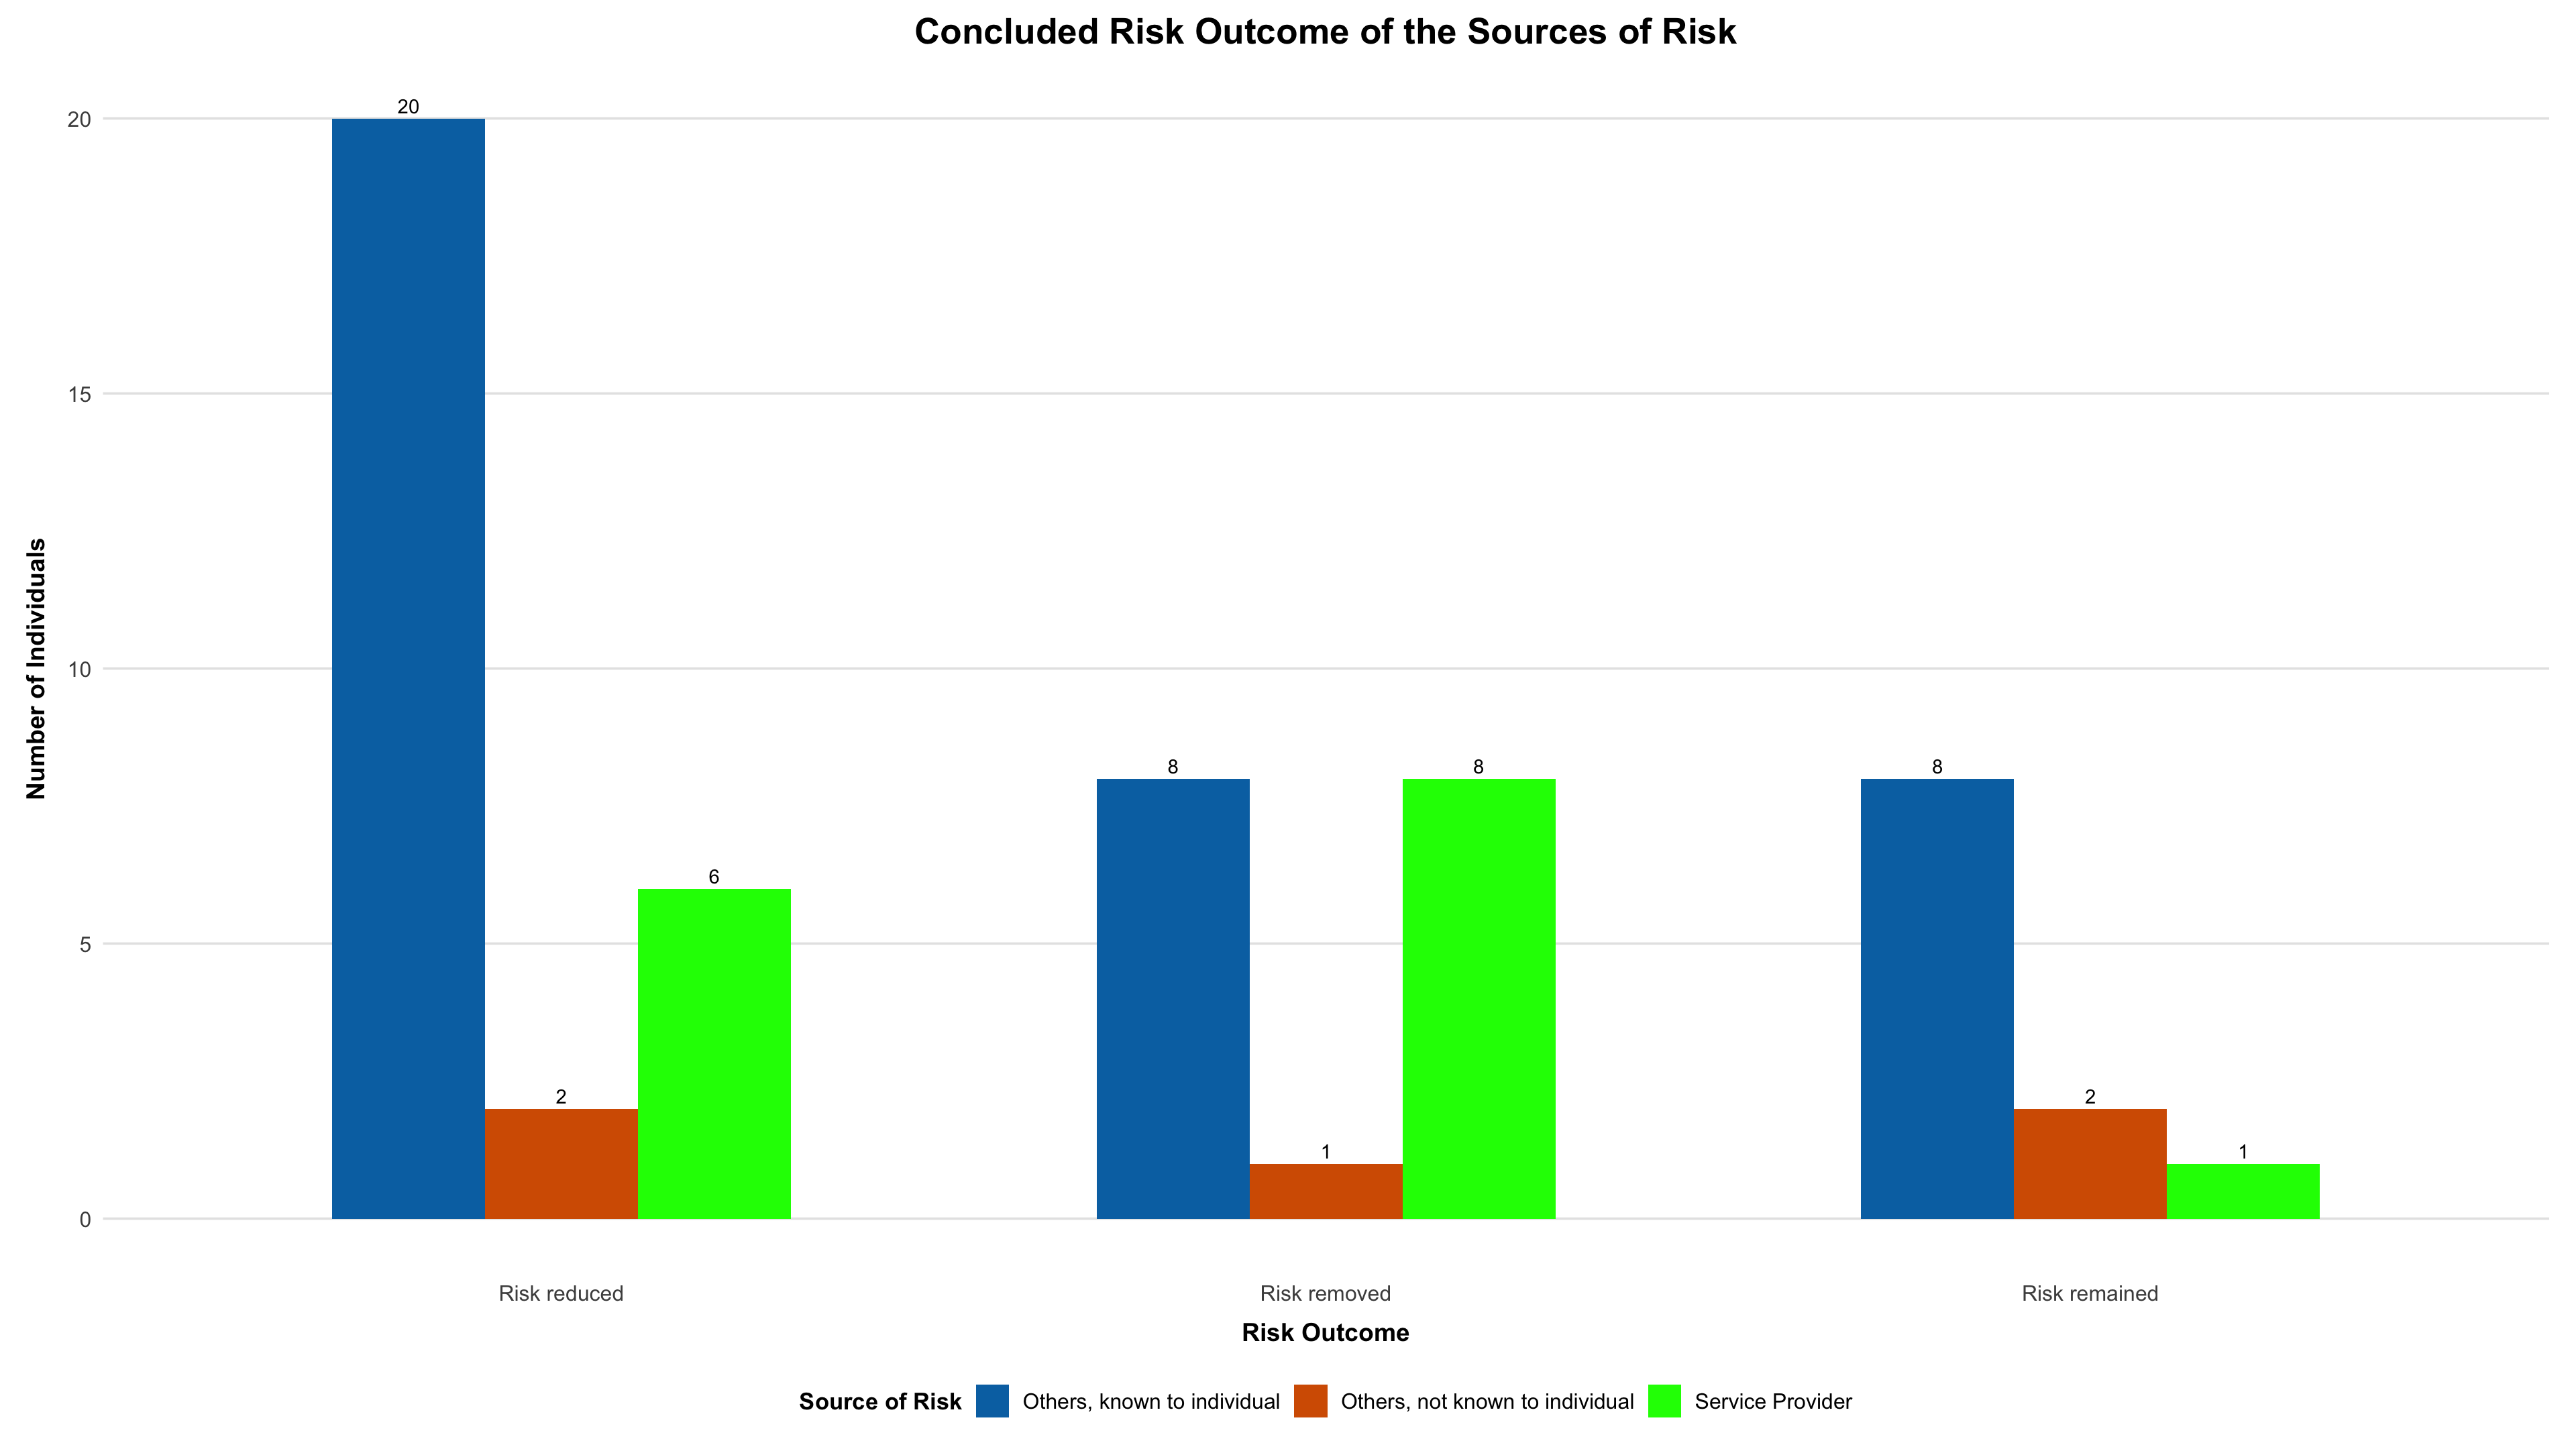 Concluded Risk Outcome of the Sources of Risk
Number of Individuals
20
15
10
5
0
20
2
6
8
1
8
8
2
1
Risk reduced
Risk removed
Risk remained
Risk Outcome
Source of Risk
Others, known to individual
Others, not known to individual
Service Provider